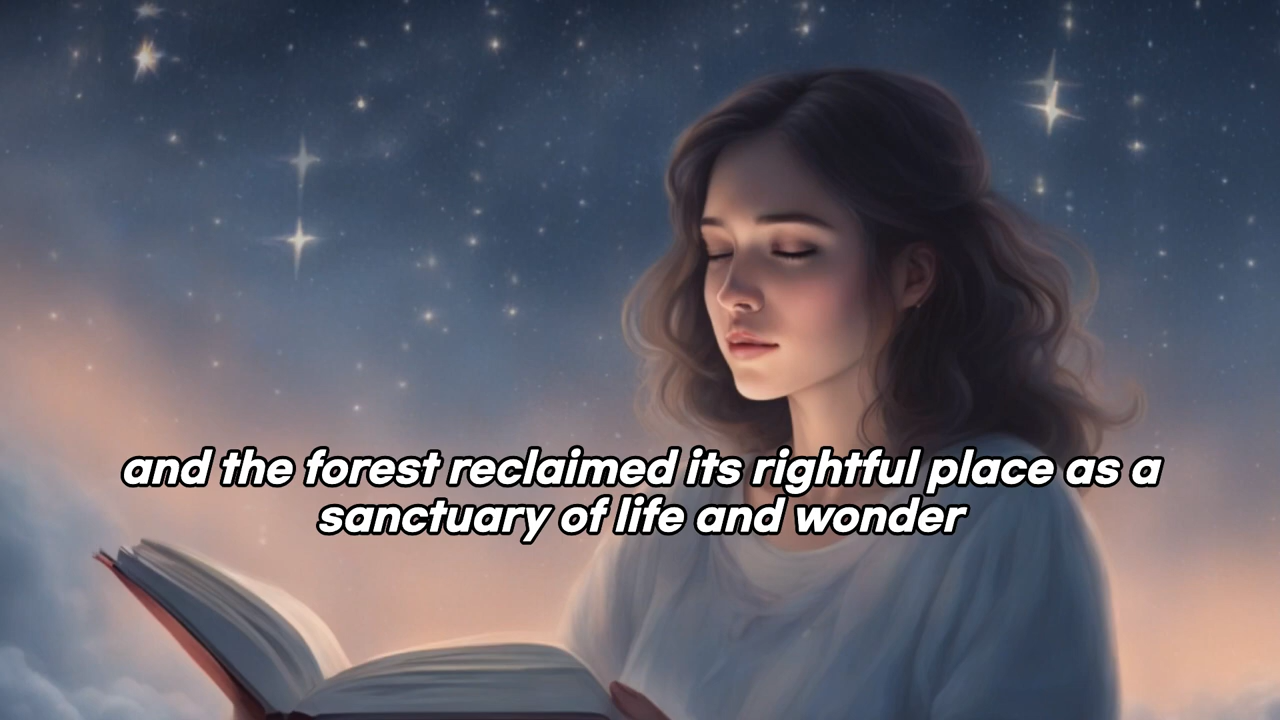 and the forest reclaimed its rightful place as a
sanctuary of life and wonder